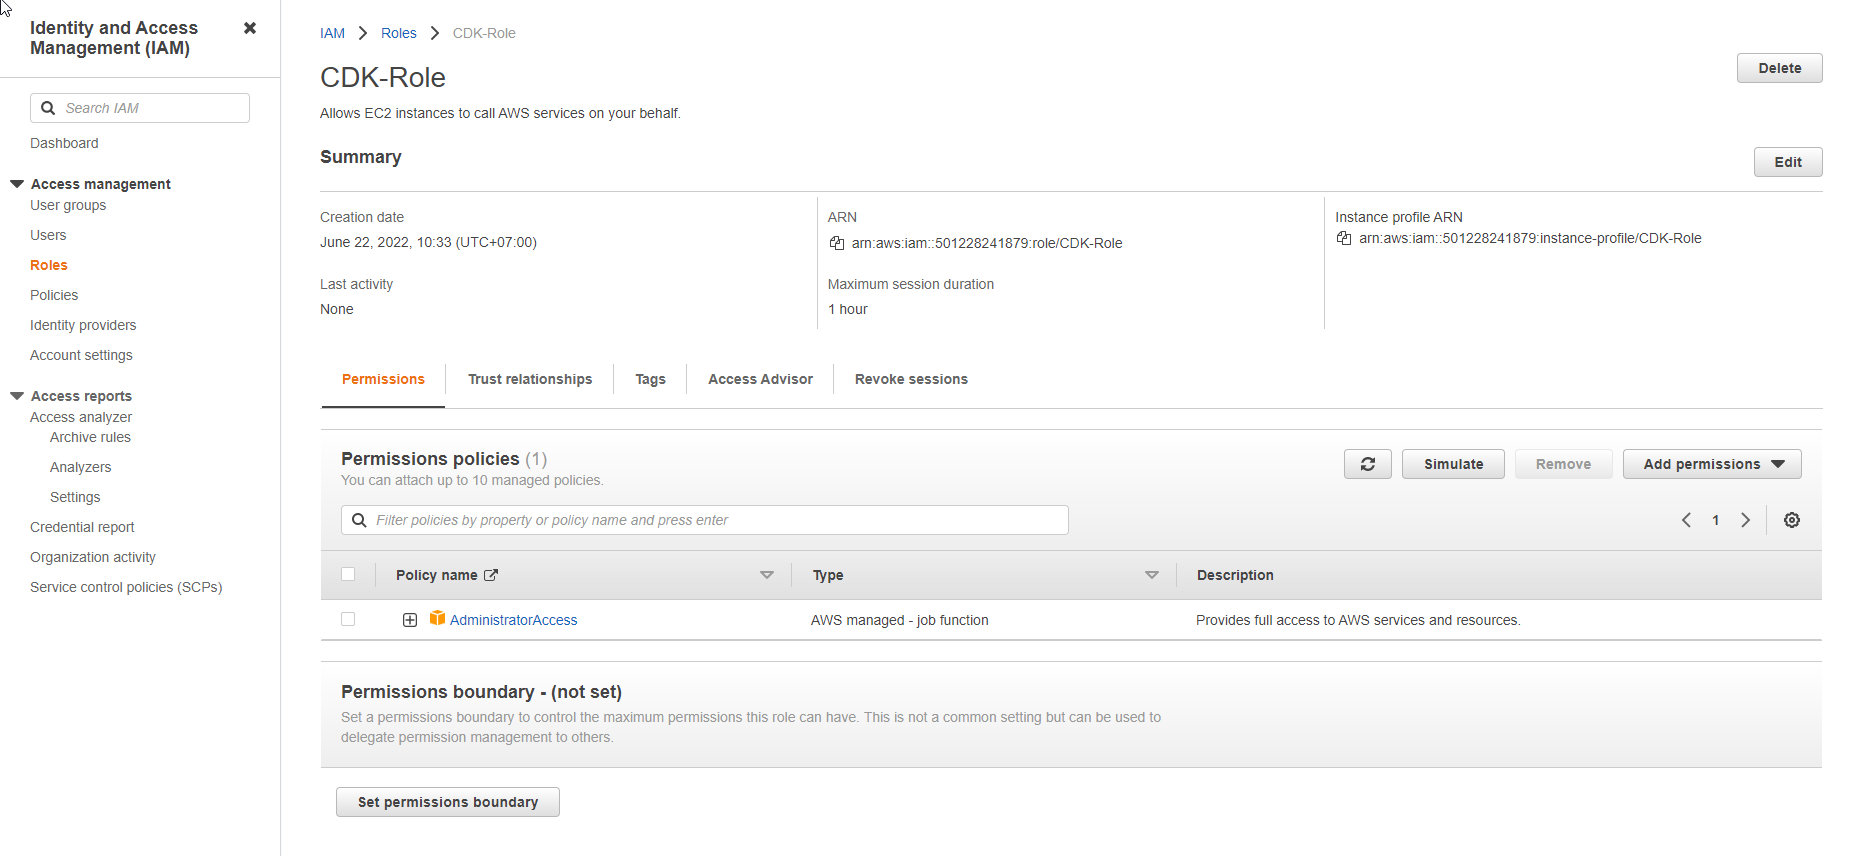 Identity and Access
Management (IAM)
Search IAM
Dashboard
Access management
User groups
Users
Roles
Policies
Identity providers
Account settings
Access reports
Access analyzer
Archive rules
Analyzers
Settings
Credential report
Organization activity
Service control policies (SCPs)
IAM > Roles > CDK-Role
CDK-Role
Delete
Allows EC2 instances to call AWS services on your behalf.
Summary
Edit
Creation date
June 22, 2022, 10:33 (UTC+07:00)
Last activity
None
ARN
arn:aws:iam::501228241879:role/CDK-Role
Maximum session duration
1 hour
Instance profile ARN
arn:aws:iam::501228241879:instance-profile/CDK-Role
Permissions Trust relationships Tags Access Advisor Revoke sessions
Permissions policies (1)
You can attach up to 10 managed policies.
Simulate Remove Add permissions
Filter policies by property or policy name and press enter
1
Policy name Type Description
AdministratorAccess AWS managed - job function Provides full access to AWS services and resources.
Permissions boundary - (not set)
Set a permissions boundary to control the maximum permissions this role can have. This is not a common setting but can be used to
delegate permission management to others.
Set permissions boundary